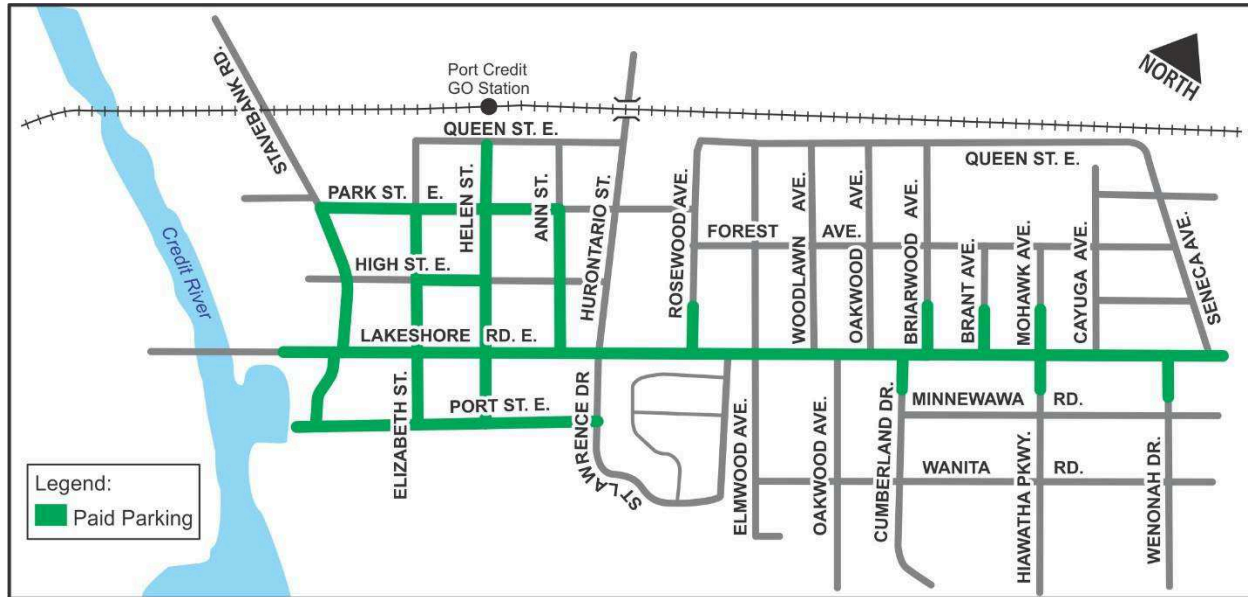 STAVEBANK RD.
Port Credit
GO Station
NORTH
QUEEN ST. E.
QUEEN ST. E.
PARK ST. E.
HELEN ST.
ANN ST.
HURONTARIO ST.
ROSEWOOD AVE.
FOREST AVE.
WOODLAWN AVE.
OAKWOOD AVE.
BRIARWOOD AVE.
BRANT AVE.
MOHAWK AVE.
CAYUGA AVE.
SENECA AVE.
Credit River
HIGH ST. E.
LAKESHORE RD. E.
ELIZABETH ST.
PORT ST. E.
ST LAWRENCE DR
ELMWOOD AVE.
OAKWOOD AVE.
CUMBERLAND DR.
MINNEWAWA RD.
WANITA RD.
HIAWATHA PKWY.
WENONAH DR.
Legend:
Paid Parking